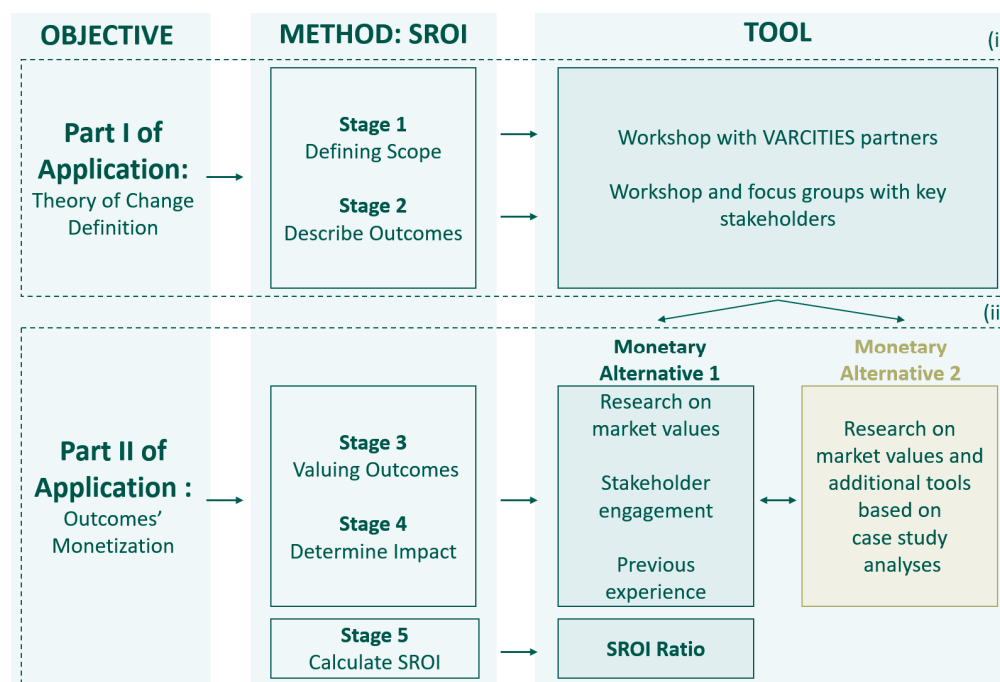 OBJECTIVE
METHOD: SROI
TOOL
(i
Part I of
Application:
Theory of Change
Definition
Stage 1
Defining Scope
Stage 2
Describe Outcomes
Workshop with VARCITIES partners
Workshop and focus groups with key
stakeholders
(ii
Part II of
Application :
Outcomes’
Monetization
Stage 3
Valuing Outcomes
Stage 4
Determine Impact
Monetary
Alternative 1
Research on
market values
Stakeholder
engagement
Previous
experience
Monetary
Alternative 2
Research on
market values and
additional tools
based on
case study
analyses
Stage 5
Calculate SROI
SROI Ratio